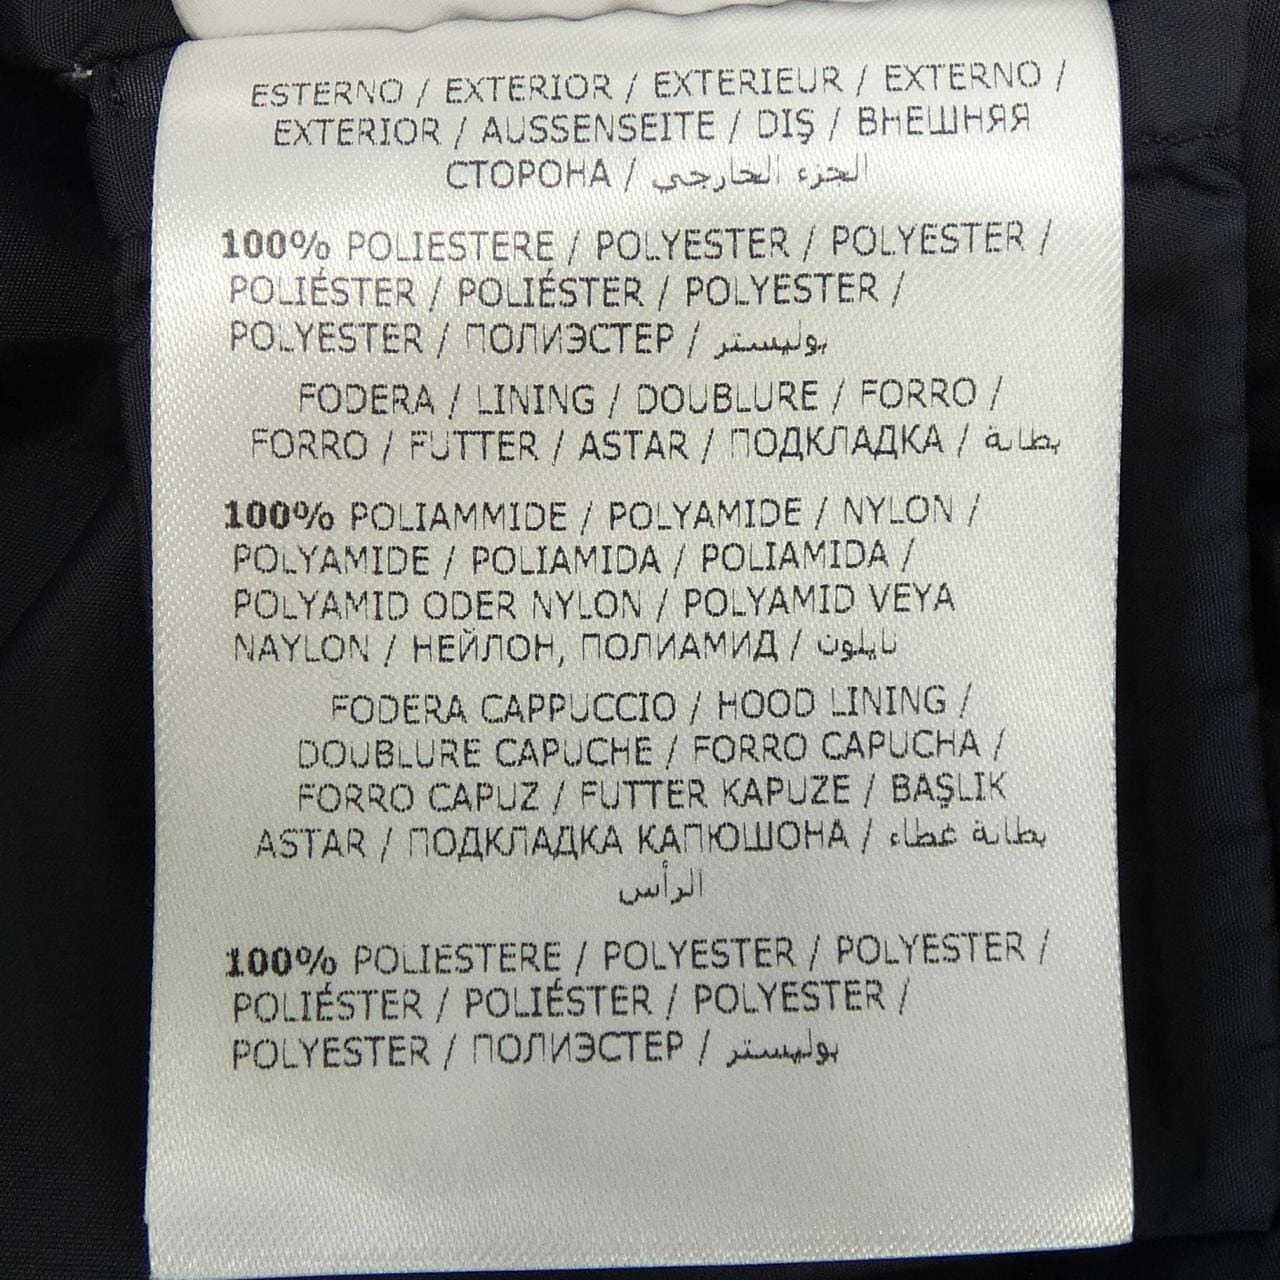 ESTERNO / EXTERIOR / EXTERIEUR / EXTERNO /
EXTERIOR / AUSSENSEITE / DIŞ / ВНЕШНЯЯ
СТОРОНА / الجزء الخارجي
100% POLIESTERE / POLYESTER / POLYESTER /
POLIÉSTER / POLIÉSTER / POLYESTER /
POLYESTER / ПОЛИЭСТЕР / بوليستر
FODERA / LINING / DOUBLURE / FORRO /
FORRO / FUTTER / ASTAR / ПОДКЛАДКА / بطانة
100% POLIAMMIDE / POLYAMIDE / NYLON /
POLYAMIDE / POLIAMIDA / POLIAMIDA /
POLYAMID ODER NYLON / POLYAMID VEYA
NAYLON / НЕЙЛОН, ПОЛИАМИД / نايلون
FODERA CAPPUCCIO / HOOD LINING /
DOUBLURE CAPUCHE / FORRO CAPUCHA /
FORRO CAPUZ / FUTTER KAPUZE / BAŞLIK
ASTAR / ПОДКЛАДКА КАПЮШОНА / بطانة غطاء
الرأس
100% POLIESTERE / POLYESTER / POLYESTER /
POLIÉSTER / POLIÉSTER / POLYESTER /
POLYESTER / ПОЛИЭСТЕР / بوليستر